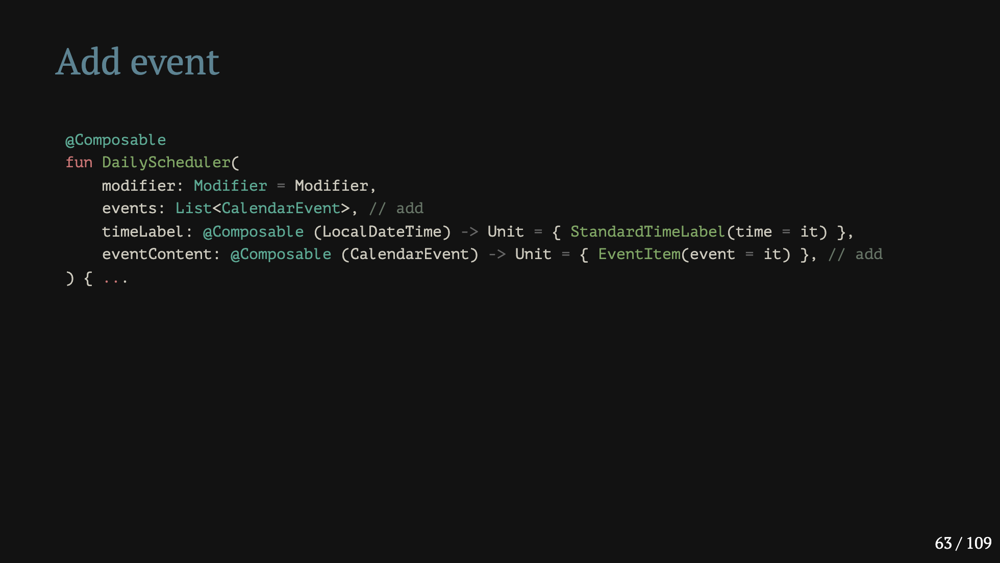 Add event
@Composable
fun DailyScheduler(
    modifier: Modifier = Modifier,
    events: List<CalendarEvent>, // add
    timeLabel: @Composable (LocalDateTime) -> Unit = { StandardTimeLabel(time = it) },
    eventContent: @Composable (CalendarEvent) -> Unit = { EventItem(event = it) }, // add
) { ...
63 / 109